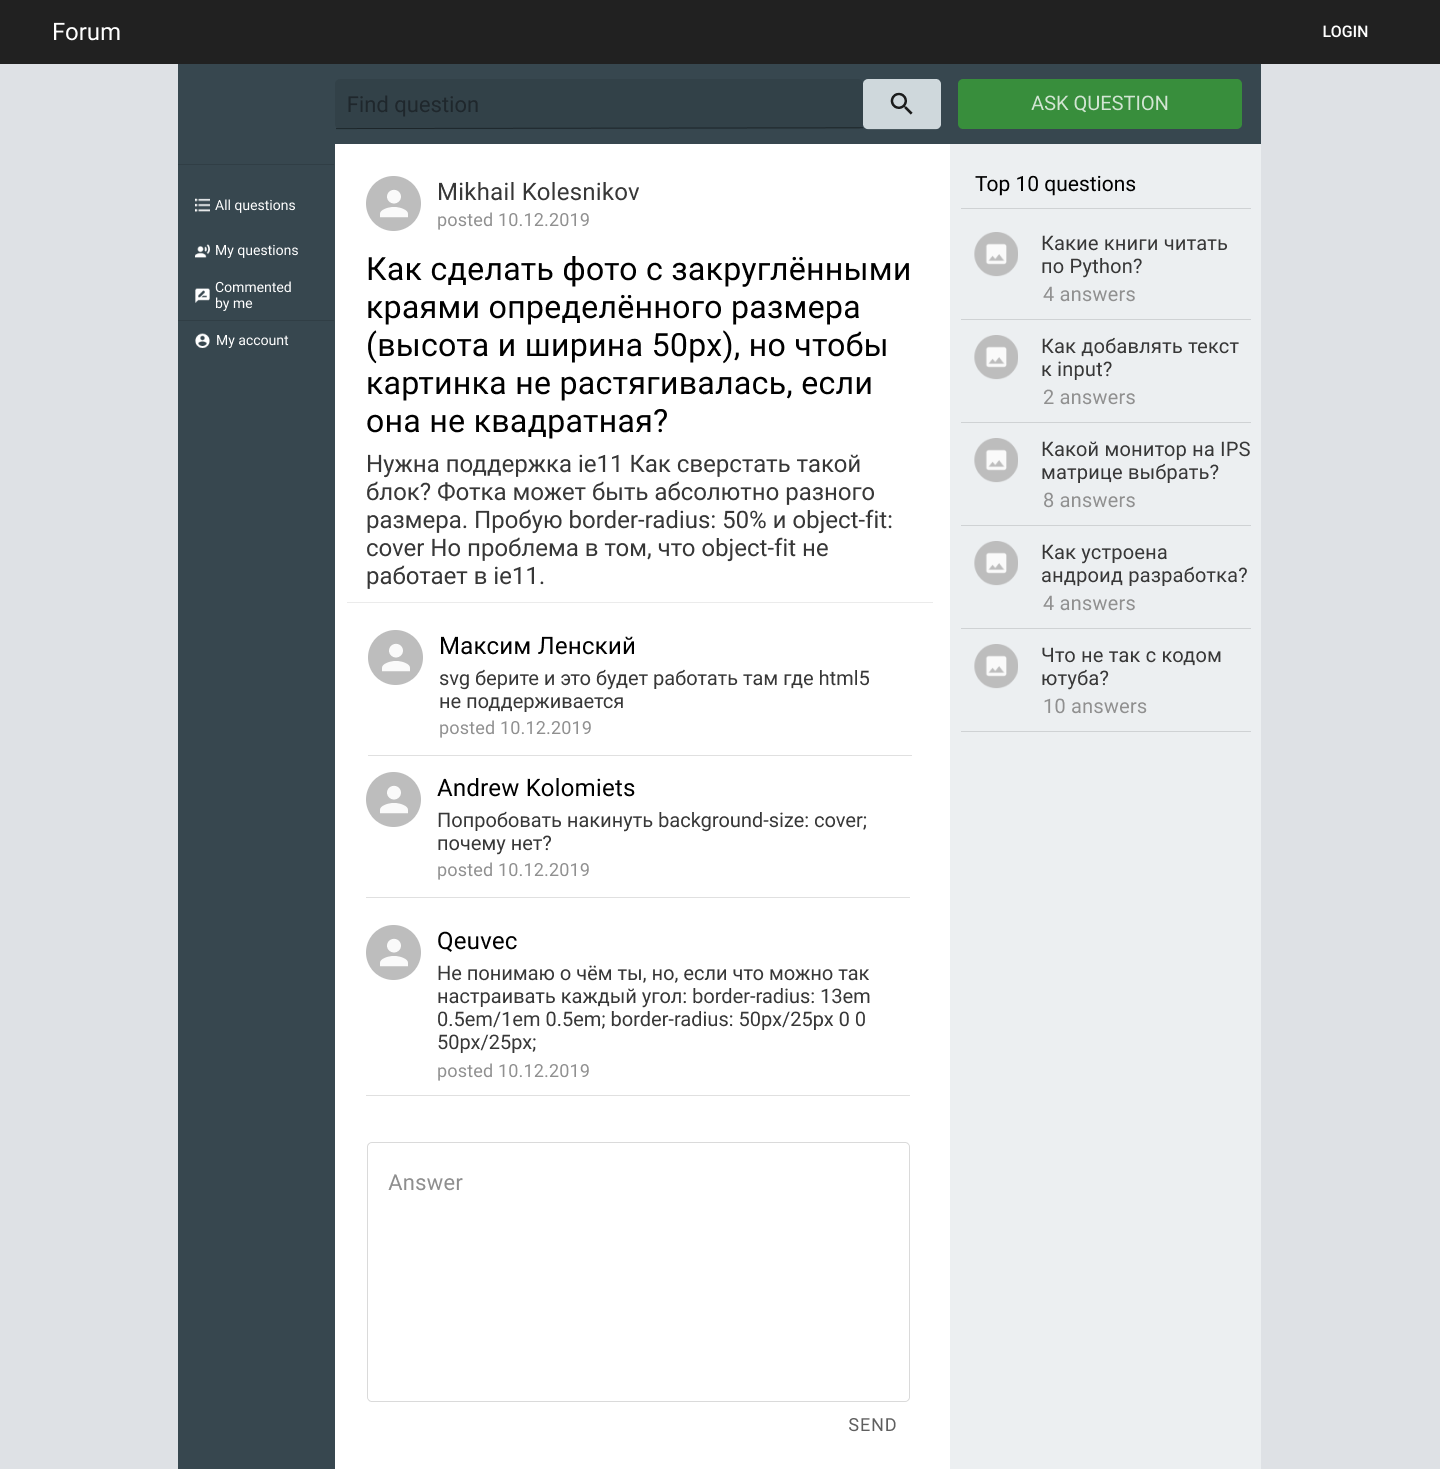 Forum
LOGIN
Find question
ASK QUESTION
All questions
My questions
Commented
by me
My account
Mikhail Kolesnikov
posted 10.12.2019
Как сделать фото с закруглёнными
краями определённого размера
(высота и ширина 50px), но чтобы
картинка не растягивалась, если
она не квадратная?
Нужна поддержка ie11 Как сверстать такой
блок? Фотка может быть абсолютно разного
размера. Пробую border-radius: 50% и object-fit:
cover Но проблема в том, что object-fit не
работает в ie11.
Максим Ленский
svg берите и это будет работать там где html5
не поддерживается
posted 10.12.2019
Andrew Kolomiets
Попробовать накинуть background-size: cover;
почему нет?
posted 10.12.2019
Qeuvec
Не понимаю о чём ты, но, если что можно так
настраивать каждый угол: border-radius: 13em
0.5em/1em 0.5em; border-radius: 50px/25px 0 0
50px/25px;
posted 10.12.2019
Answer
SEND
Top 10 questions
Какие книги читать
по Python?
4 answers
Как добавлять текст
к input?
2 answers
Какой монитор на IPS
матрице выбрать?
8 answers
Как устроена
андроид разработка?
4 answers
Что не так с кодом
ютуба?
10 answers